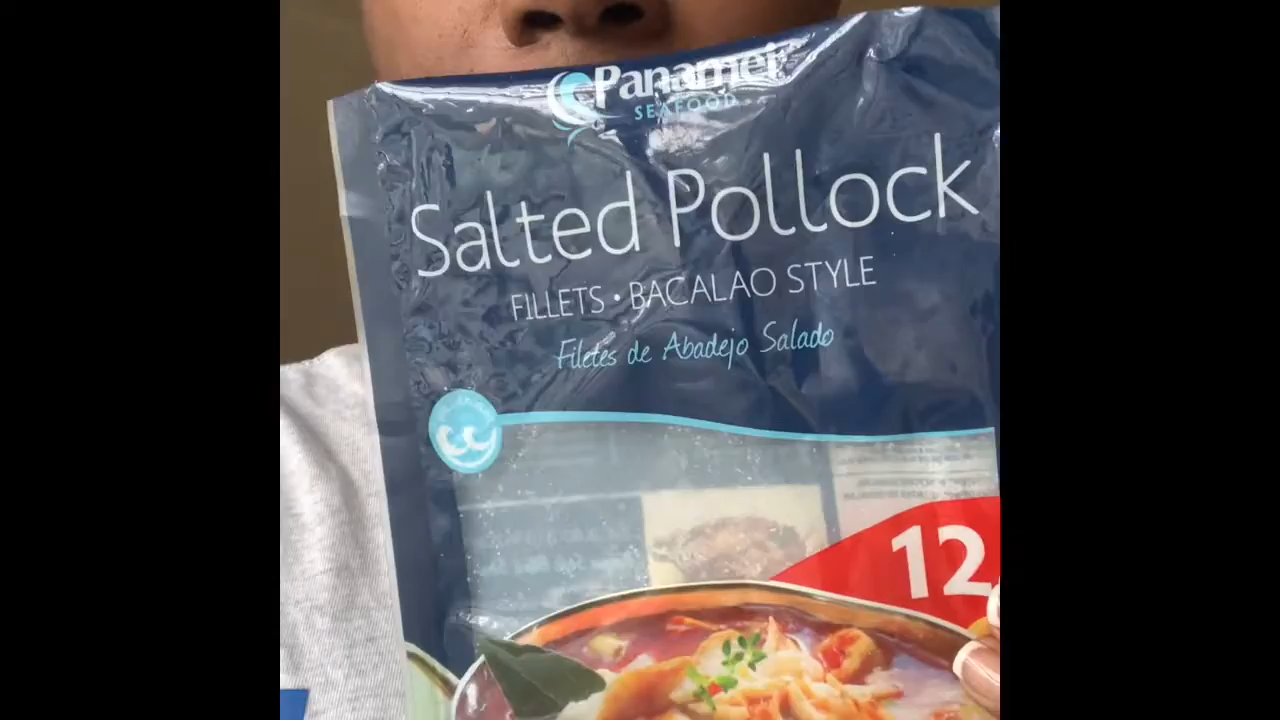 Panamei
SEAFOOD
Salted Pollock
FILLETS • BACALAO STYLE
Filetes de Abadejo Salado
12